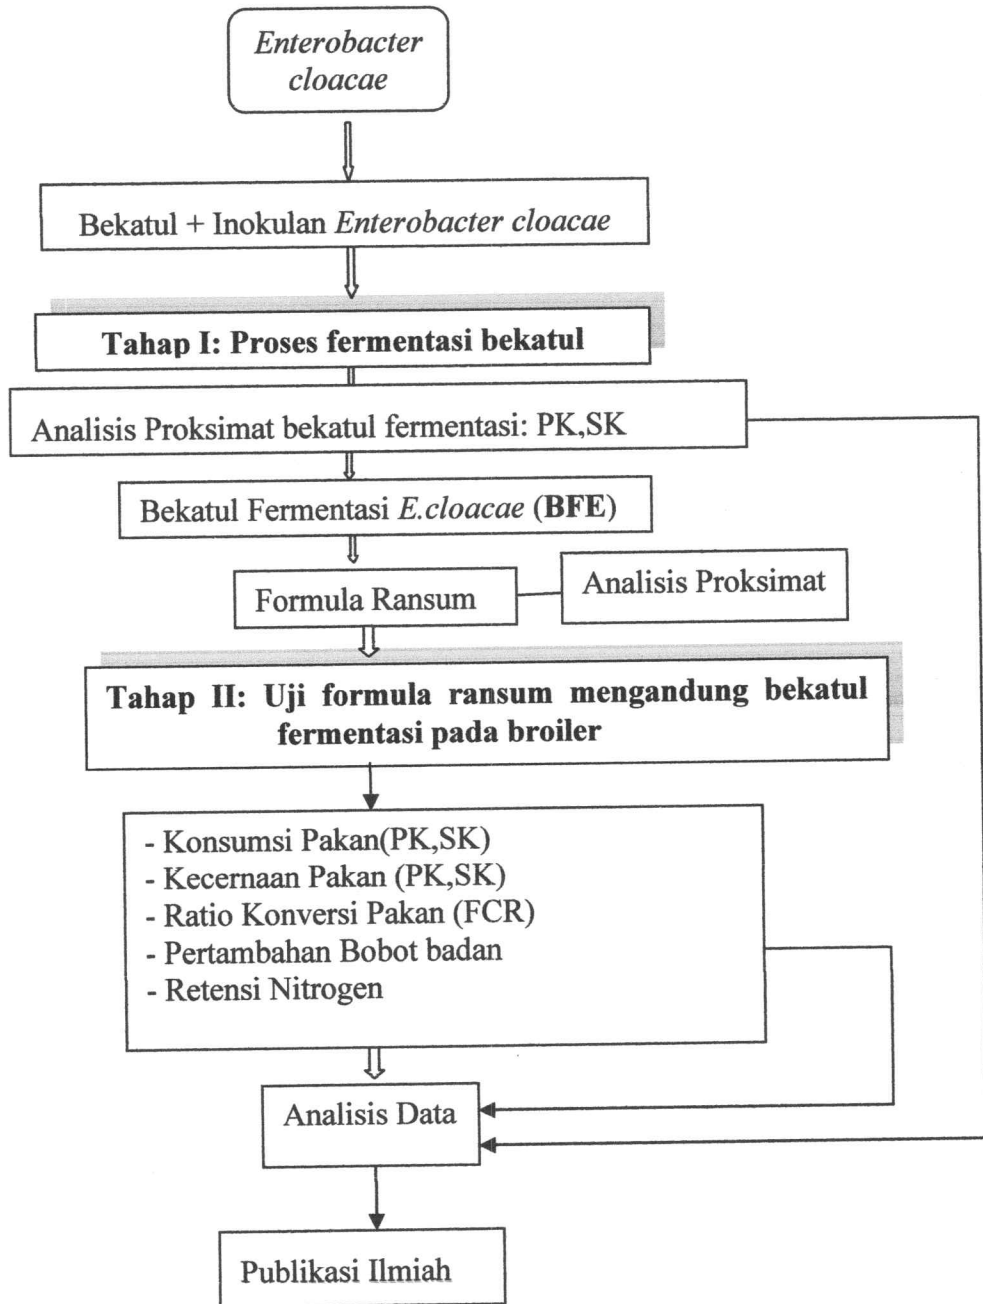 Enterobacter
cloacae
Bekatul + Inokulan Enterobacter cloacae
Tahap I: Proses fermentasi bekatul
Analisis Proksimat bekatul fermentasi: PK,SK
Bekatul Fermentasi E.cloacae (BFE)
Formula Ransum
Analisis Proksimat
Tahap II: Uji formula ransum mengandung bekatul
fermentasi pada broiler
- Konsumsi Pakan(PK,SK)
- Kecernaan Pakan (PK,SK)
- Ratio Konversi Pakan (FCR)
- Pertambahan Bobot badan
- Retensi Nitrogen
Analisis Data
Publikasi Ilmiah